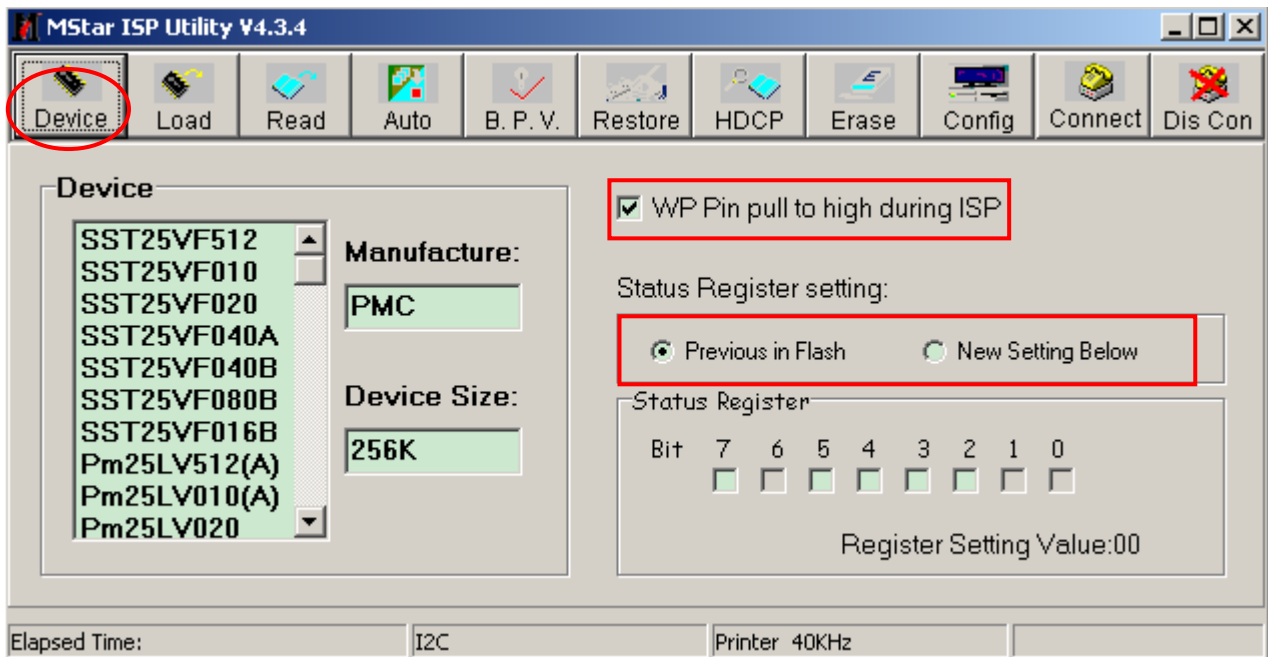 MStar ISP Utility V4.3.4
Device Load Read Auto B. P. V. Restore HDCP Erase Config Connect Dis Con
Device
SST25VF512
SST25VF010
SST25VF020
SST25VF040A
SST25VF040B
SST25VF080B
SST25VF016B
Pm25LV512(A)
Pm25LV010(A)
Pm25LV020
Manufacture:
PMC
Device Size:
256K
WP Pin pull to high during ISP
Status Register setting:
Previous in Flash New Setting Below
Status Register
Bit 7 6 5 4 3 2 1 0
Register Setting Value:00
Elapsed Time: I2C Printer 40KHz